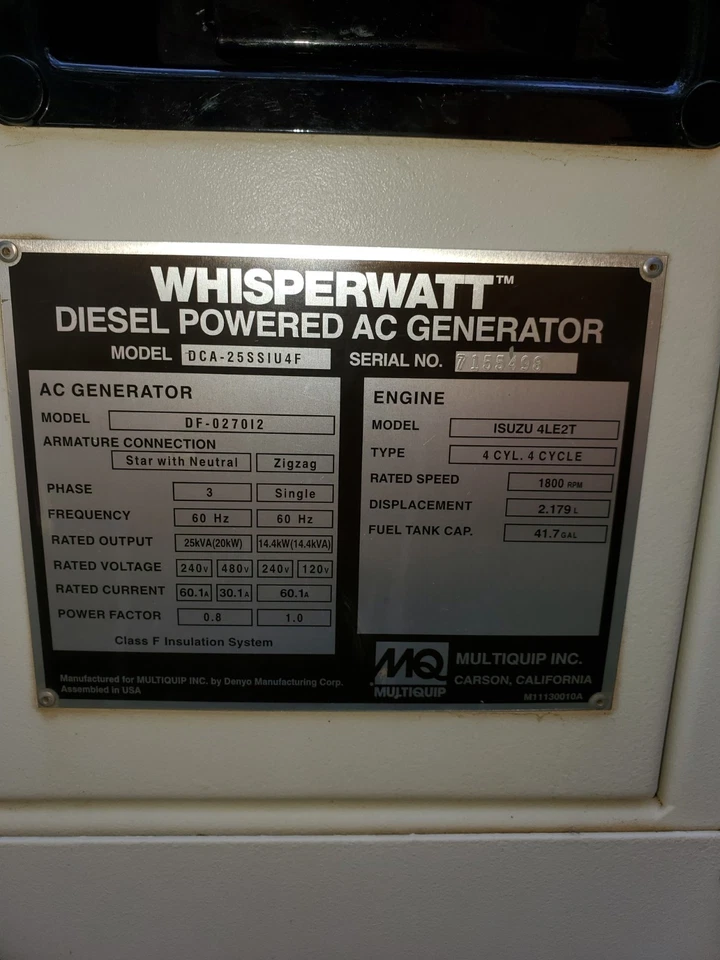 WHISPERWATT™
DIESEL POWERED AC GENERATOR
MODEL DCA-25SSIU4F SERIAL NO.
AC GENERATOR
MODEL DF-0270I2
ARMATURE CONNECTION
Star with Neutral Zigzag
PHASE 3 Single
FREQUENCY 60 Hz 60 Hz
RATED OUTPUT 25kVA(20kW) 14.4kW(14.4kVA)
RATED VOLTAGE 240V 480V 240V 120V
RATED CURRENT 60.1A 30.1A 60.1A
POWER FACTOR 0.8 1.0
Class F Insulation System
ENGINE
MODEL ISUZU 4LE2T
TYPE 4 CYL. 4 CYCLE
RATED SPEED 1800 RPM
DISPLACEMENT 2.179 L
FUEL TANK CAP. 41.7 GAL
Manufactured for MULTIQUIP INC. by Denyo Manufacturing Corp.
Assembled in USA
MQ
MULTIQUIP
MULTIQUIP INC.
CARSON, CALIFORNIA
M11130010A